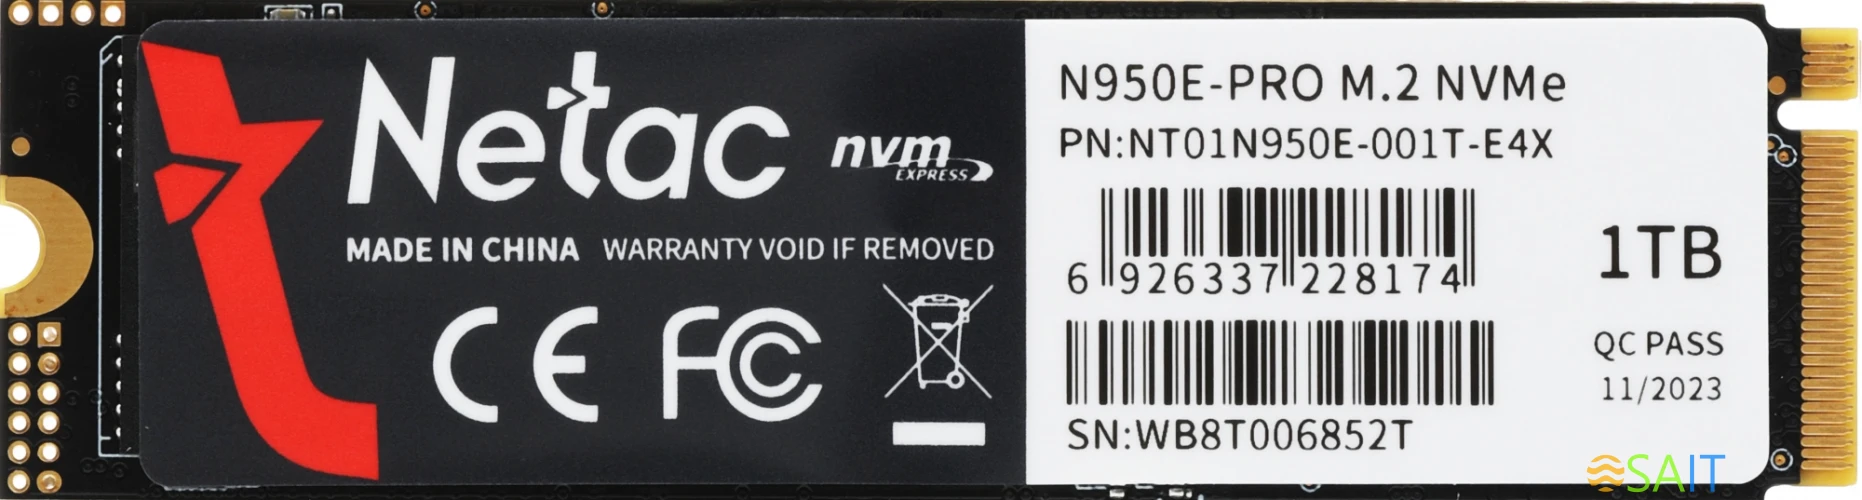 Netac
nvm
EXPRESS
MADE IN CHINA WARRANTY VOID IF REMOVED
CE FC
N950E-PRO M.2 NVMe
PN:NT01N950E-001T-E4X
6 926337 228174
1TB
QC PASS
11/2023
SN:WB8T006852T
SAIT